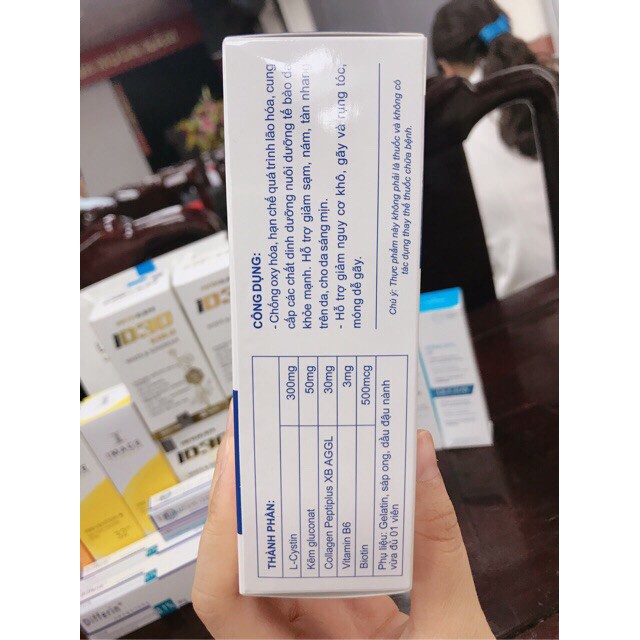 THÀNH PHẦN:
L-Cystin 300mg
Kẽm gluconat 50mg
Collagen Peptiplus XB AGGL 30mg
Vitamin B6 3mg
Biotin 500mcg
Phụ liệu: Gelatin, sáp ong, dầu đậu nành
vừa đủ 01 viên
CÔNG DỤNG:
- Chống oxy hóa, hạn chế quá trình lão hóa, cung
cấp các chất dinh dưỡng nuôi dưỡng tế bào da
khỏe mạnh. Hỗ trợ giảm sạm, nám, tàn nhang
trên da, cho da sáng mịn.
- Hỗ trợ giảm nguy cơ khô, gãy và rụng tóc,
móng dễ gãy.
Chú ý: Thực phẩm này không phải là thuốc và không có
tác dụng thay thế thuốc chữa bệnh.
IMAGE
Differin